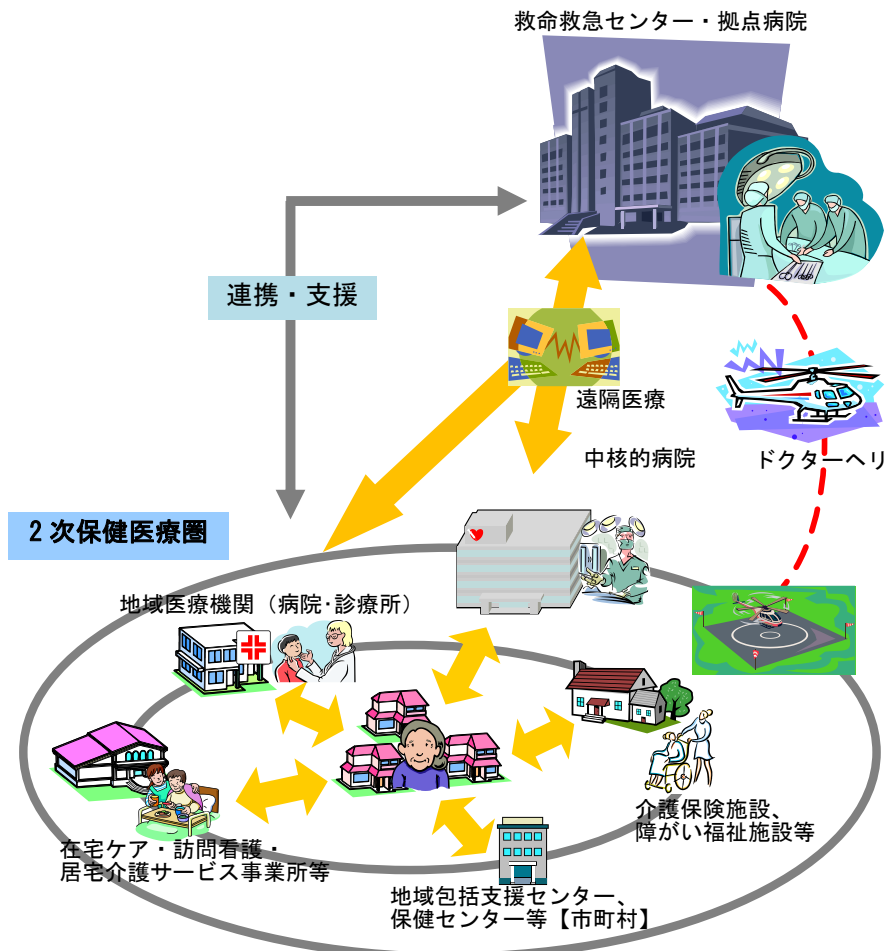 救命救急センター・拠点病院
連携・支援
遠隔医療
中核的病院
ドクターヘリ
２次保健医療圏
地域医療機関（病院･診療所）
介護保険施設、
障がい福祉施設等
在宅ケア・訪問看護・
居宅介護サービス事業所等
地域包括支援センター、
保健センター等【市町村】